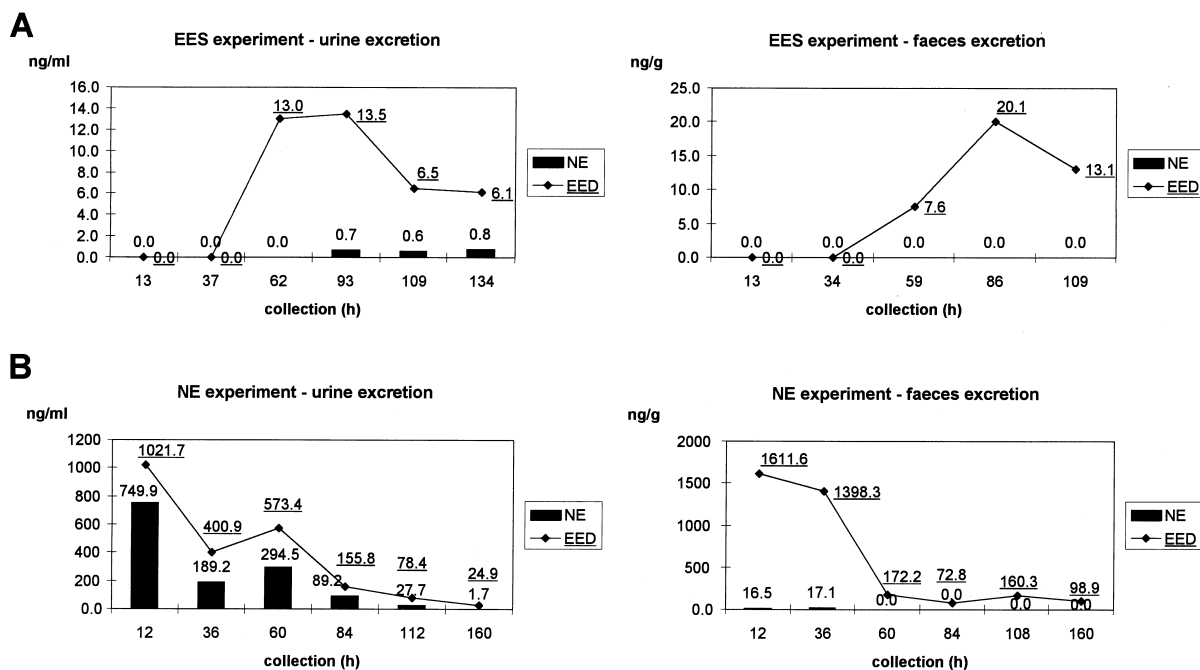 A
EES experiment - urine excretion
ng/ml
16.0
14.0
12.0
10.0
8.0
6.0
4.0
2.0
0.0
13.0
13.5
6.5
6.1
0.0 0.0 0.0 0.7 0.6 0.8
0.0 0.0
13 37 62 93 109 134
collection (h)
NE
EED
EES experiment - faeces excretion
ng/g
25.0
20.0
15.0
10.0
5.0
0.0
20.1
13.1
7.6
0.0 0.0 0.0 0.0 0.0
0.0 0.0
13 34 59 86 109
collection (h)
NE
EED
B
NE experiment - urine excretion
ng/ml
1200
1000
800
600
400
200
0.0
1021.7
749.9
573.4
400.9
189.2
294.5
155.8 78.4 24.9
89.2 27.7 1.7
12 36 60 84 112 160
collection (h)
NE
EED
NE experiment - faeces excretion
ng/g
2000
1500
1000
500
0.0
1611.6
1398.3
172.2 72.8 160.3 98.9
16.5 17.1 0.0 0.0 0.0 0.0
12 36 60 84 108 160
collection (h)
NE
EED